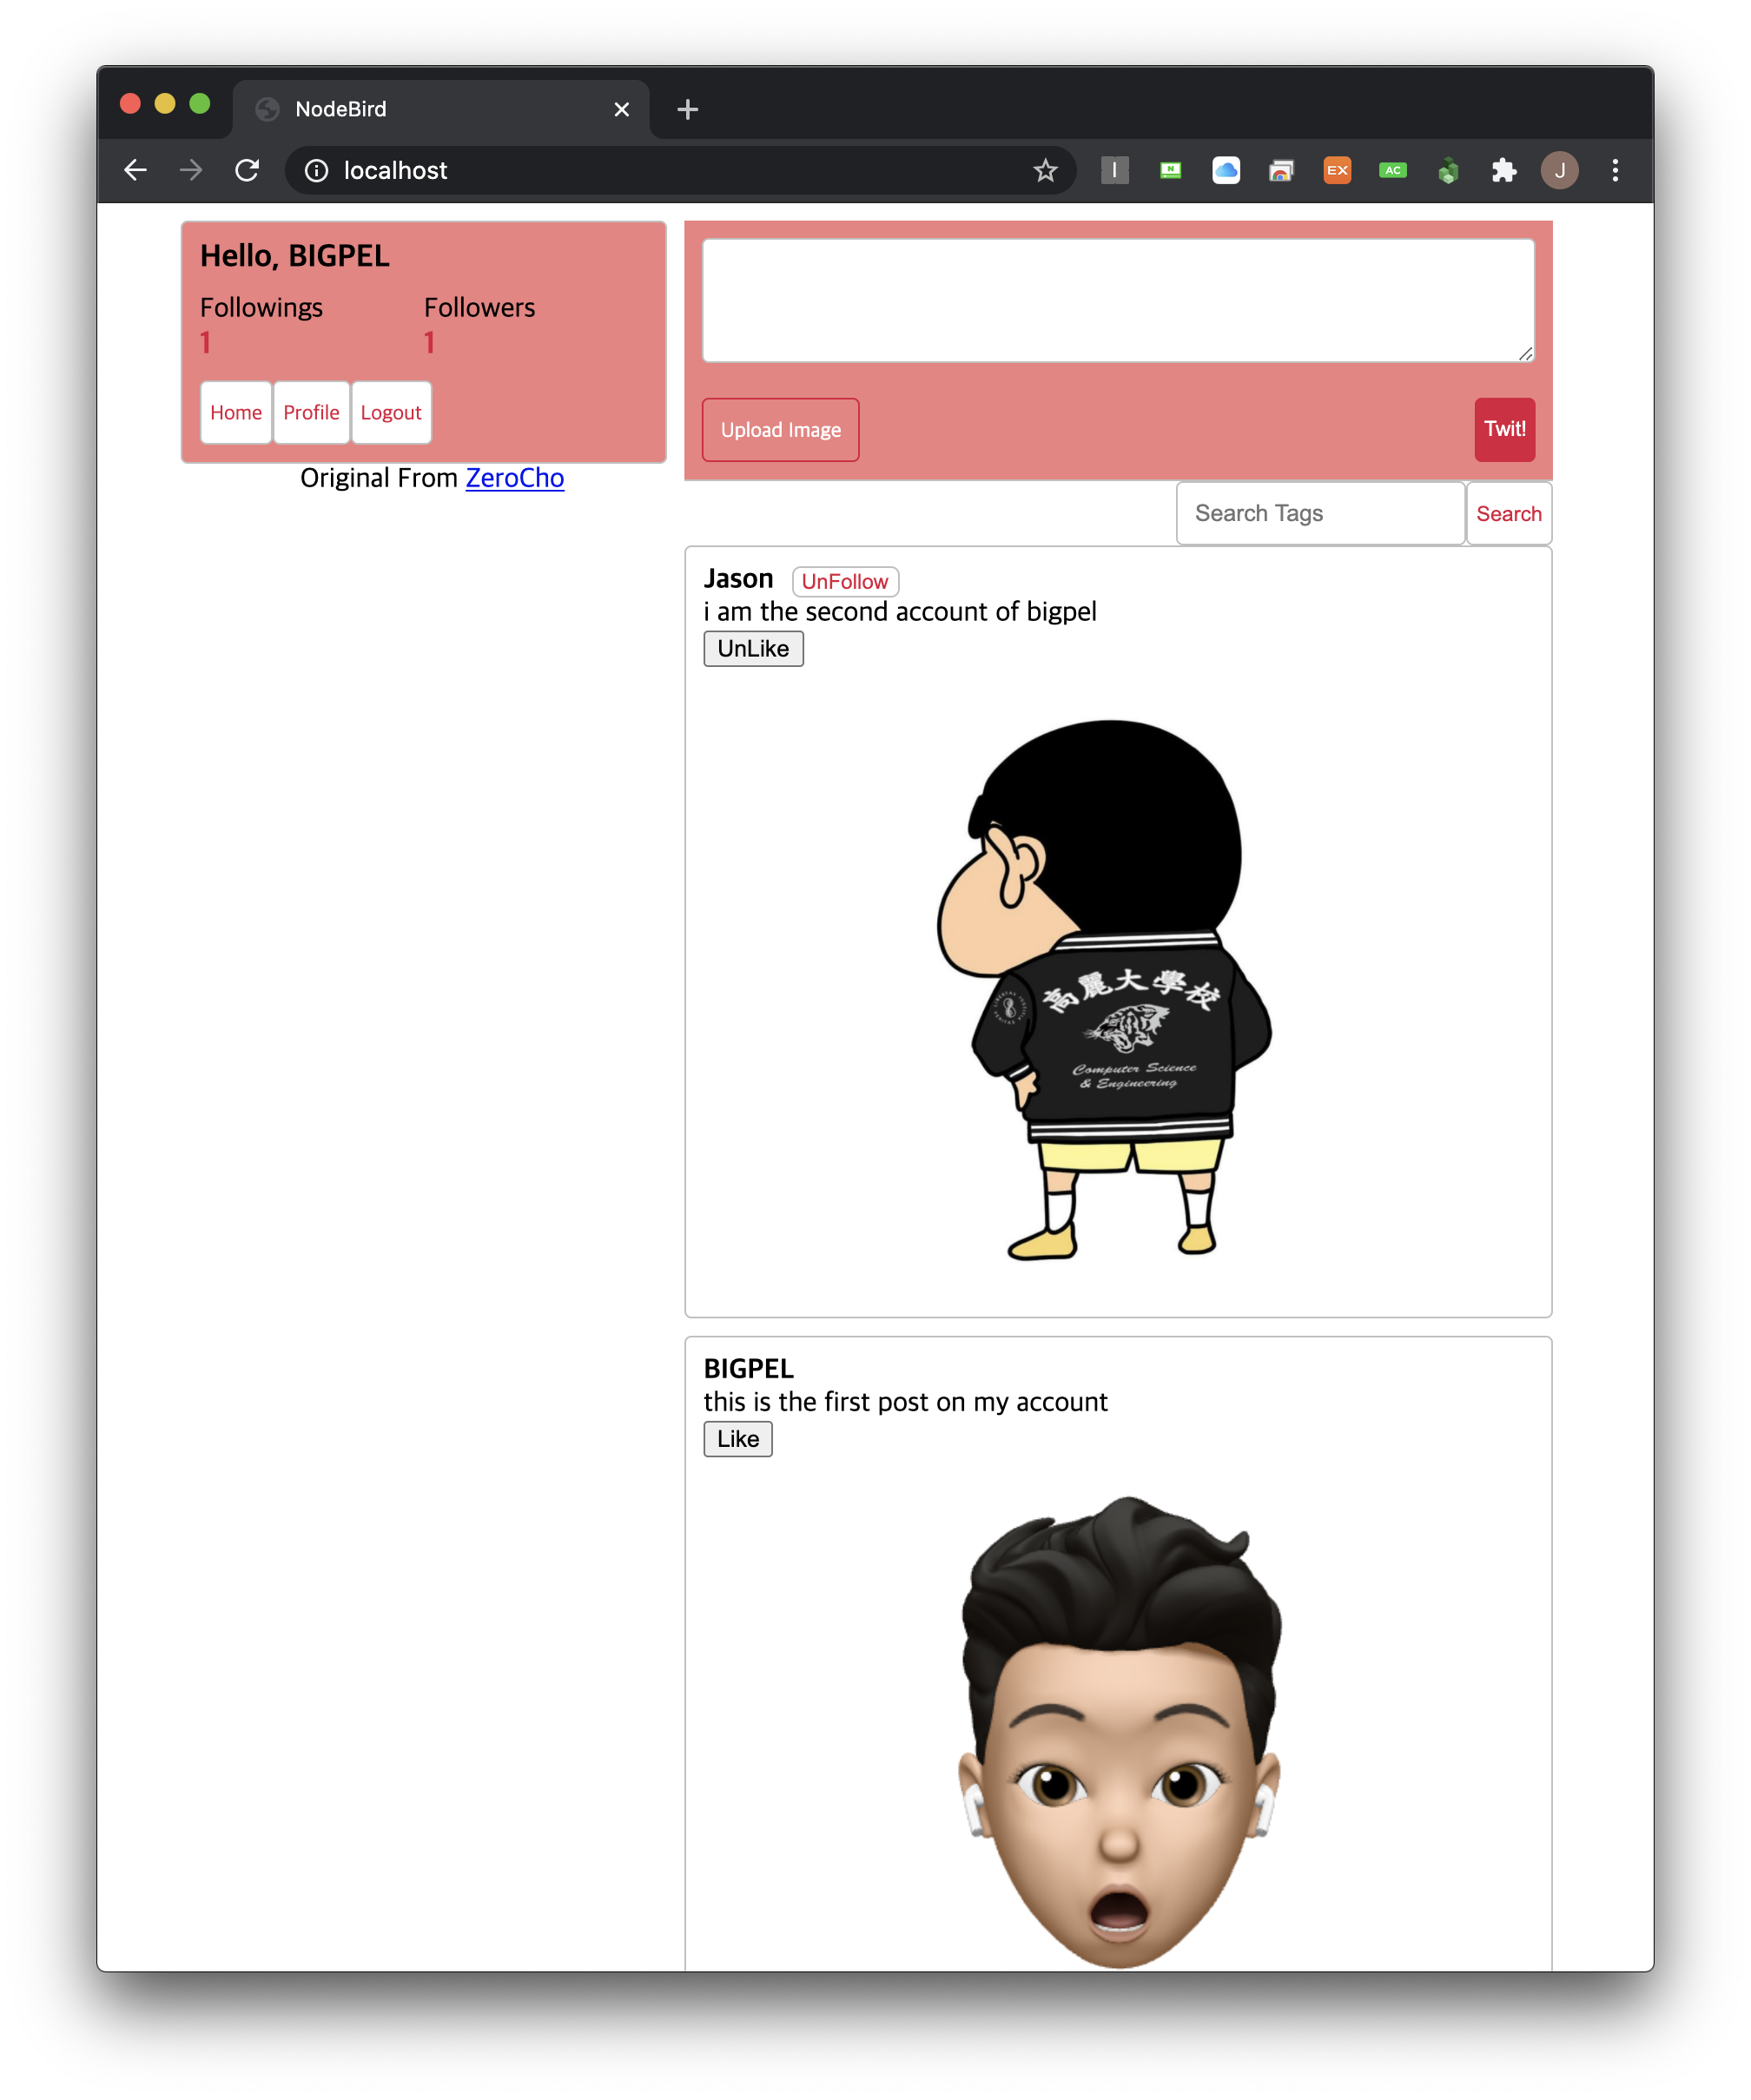 NodeBird
localhost
N
EX
AC
J
Hello, BIGPEL
Followings
Followers
1
1
Home
Profile
Logout
Original From ZeroCho
Upload Image
Twit!
Search Tags
Search
Jason
UnFollow
i am the second account of bigpel
UnLike
高麗大學校
Computer Science
& Engineering
BIGPEL
this is the first post on my account
Like